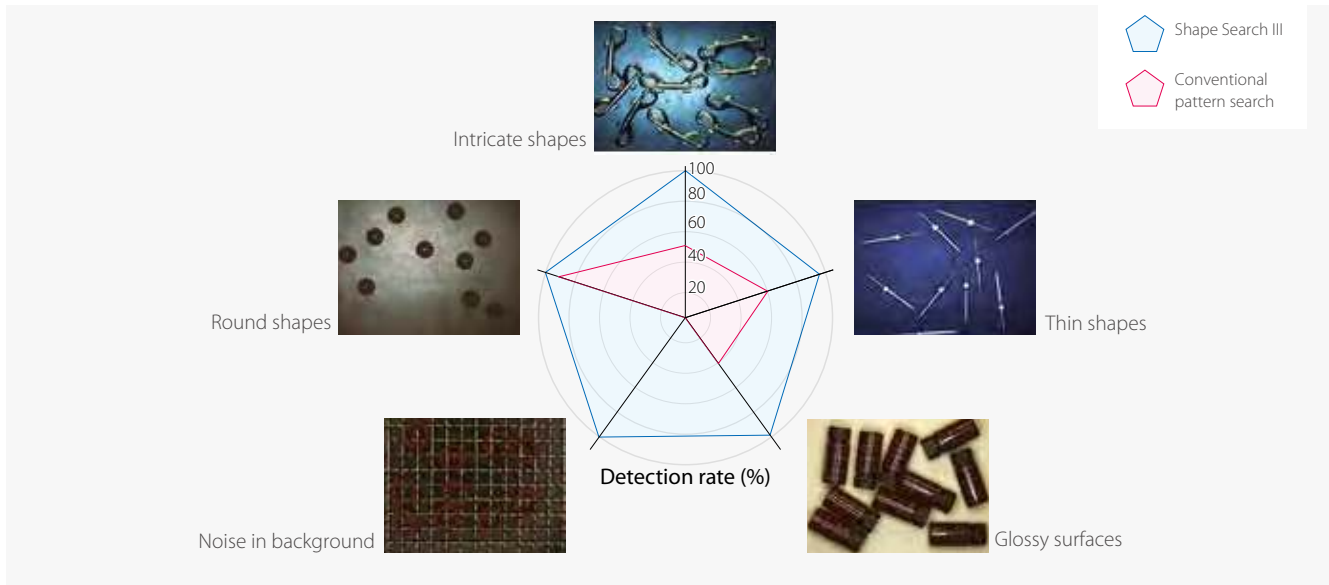 Shape Search III
Conventional
pattern search
Intricate shapes
100
80
60
40
20
Round shapes
Thin shapes
Detection rate (%)
Noise in background
Glossy surfaces